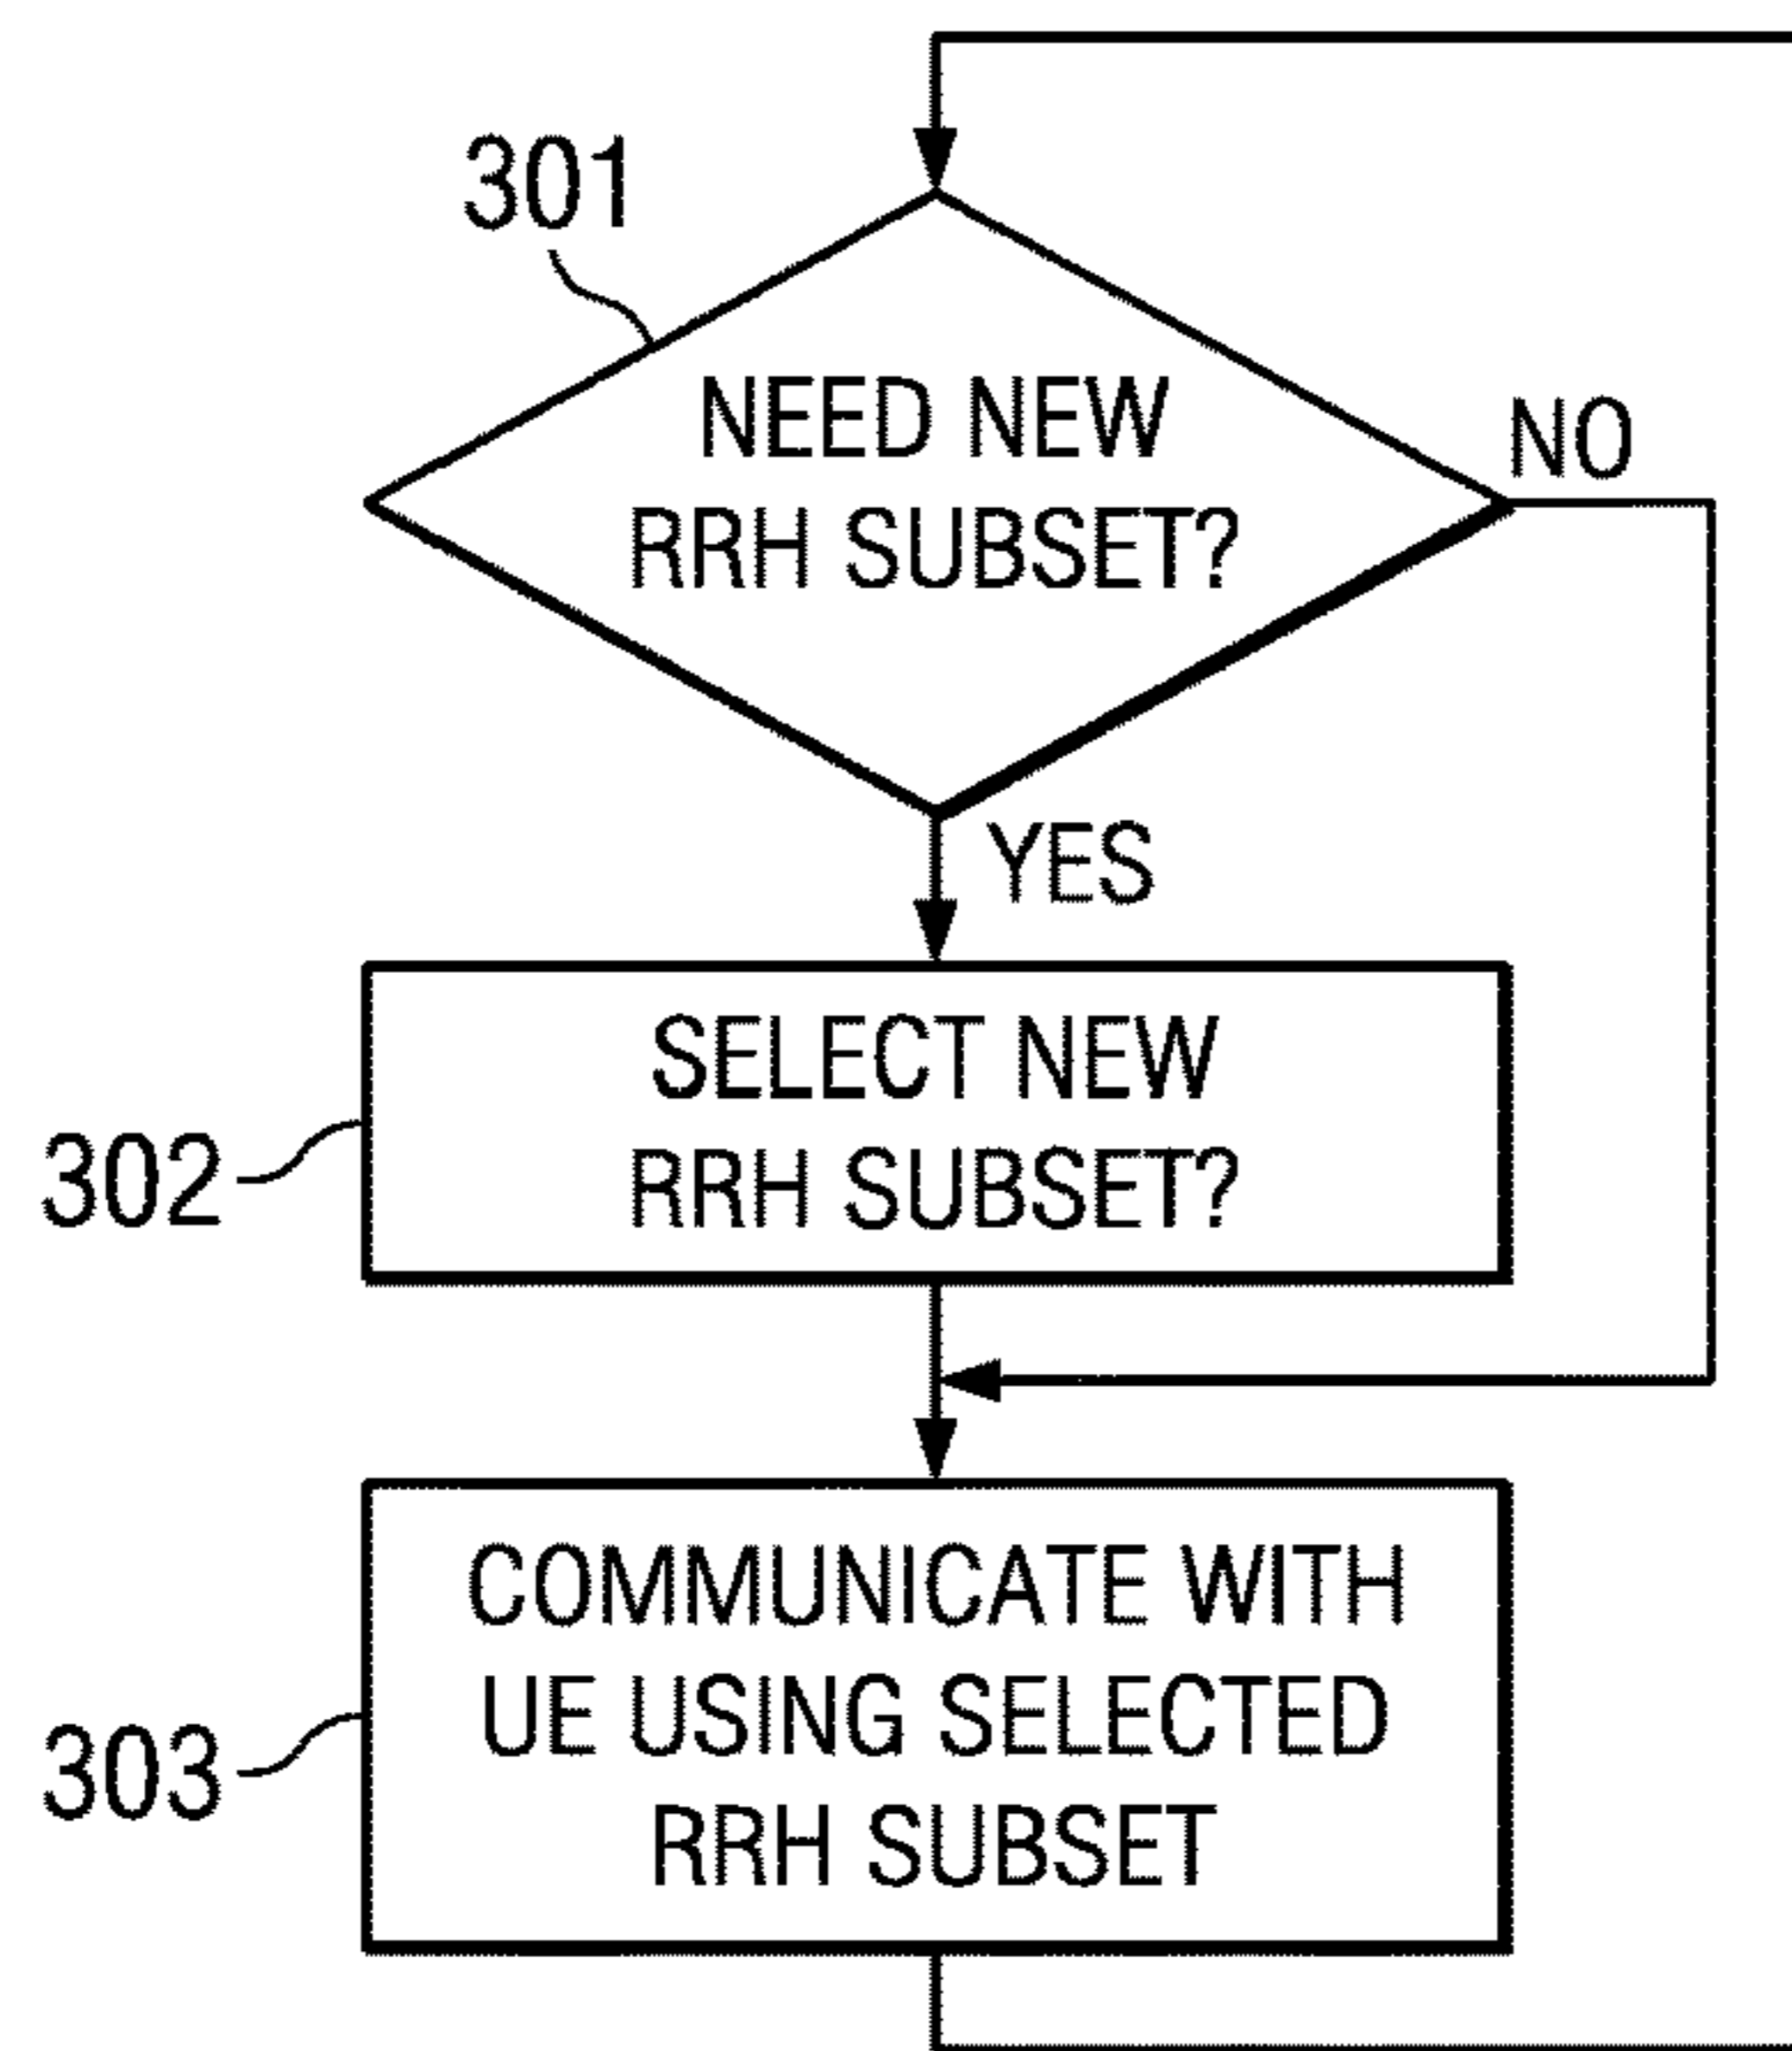 301
NEED NEW
RRH SUBSET?
NO
YES
SELECT NEW
RRH SUBSET?
302
COMMUNICATE WITH
UE USING SELECTED
RRH SUBSET
303